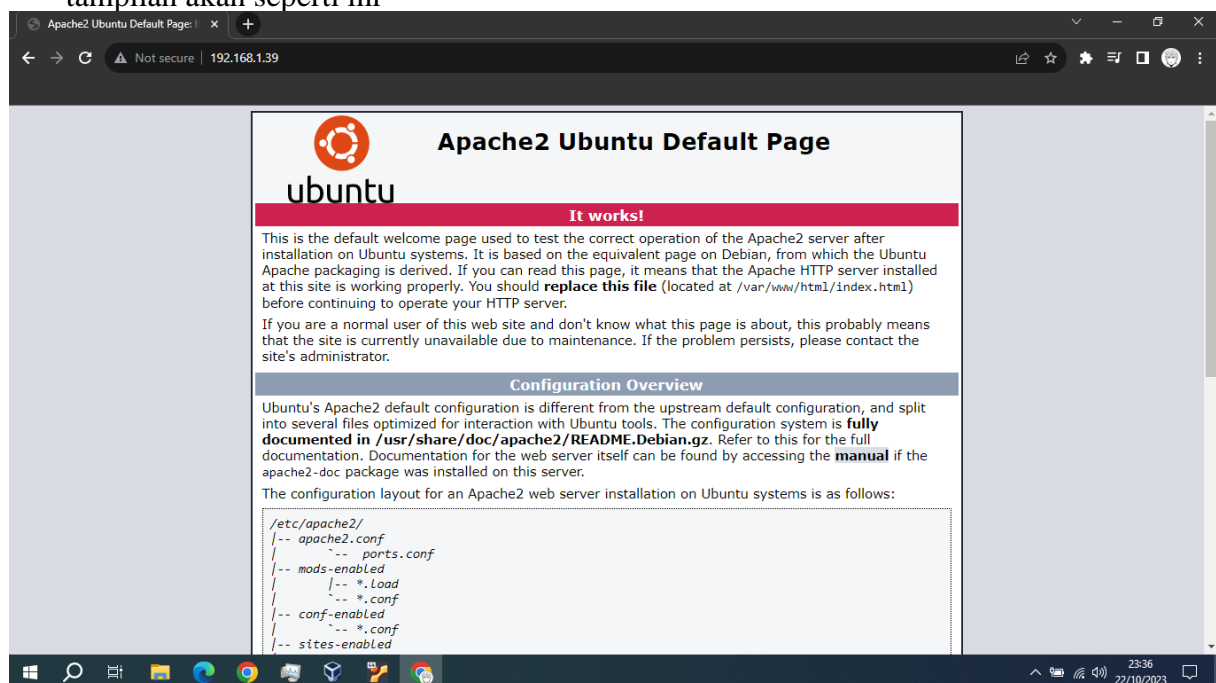 tampilan akan seperti ini
Apache2 Ubuntu Default Page: I
Not secure | 192.168.1.39
ubuntu
Apache2 Ubuntu Default Page
It works!
This is the default welcome page used to test the correct operation of the Apache2 server after
installation on Ubuntu systems. It is based on the equivalent page on Debian, from which the Ubuntu
Apache packaging is derived. If you can read this page, it means that the Apache HTTP server installed
at this site is working properly. You should replace this file (located at /var/www/html/index.html)
before continuing to operate your HTTP server.
If you are a normal user of this web site and don't know what this page is about, this probably means
that the site is currently unavailable due to maintenance. If the problem persists, please contact the
site's administrator.
Configuration Overview
Ubuntu's Apache2 default configuration is different from the upstream default configuration, and split
into several files optimized for interaction with Ubuntu tools. The configuration system is fully
documented in /usr/share/doc/apache2/README.Debian.gz. Refer to this for the full
documentation. Documentation for the web server itself can be found by accessing the manual if the
apache2-doc package was installed on this server.
The configuration layout for an Apache2 web server installation on Ubuntu systems is as follows:
/etc/apache2/
|-- apache2.conf
|       `--  ports.conf
|-- mods-enabled
|       |-- *.load
|       `-- *.conf
|-- conf-enabled
|       `-- *.conf
|-- sites-enabled
23:36
22/10/2023